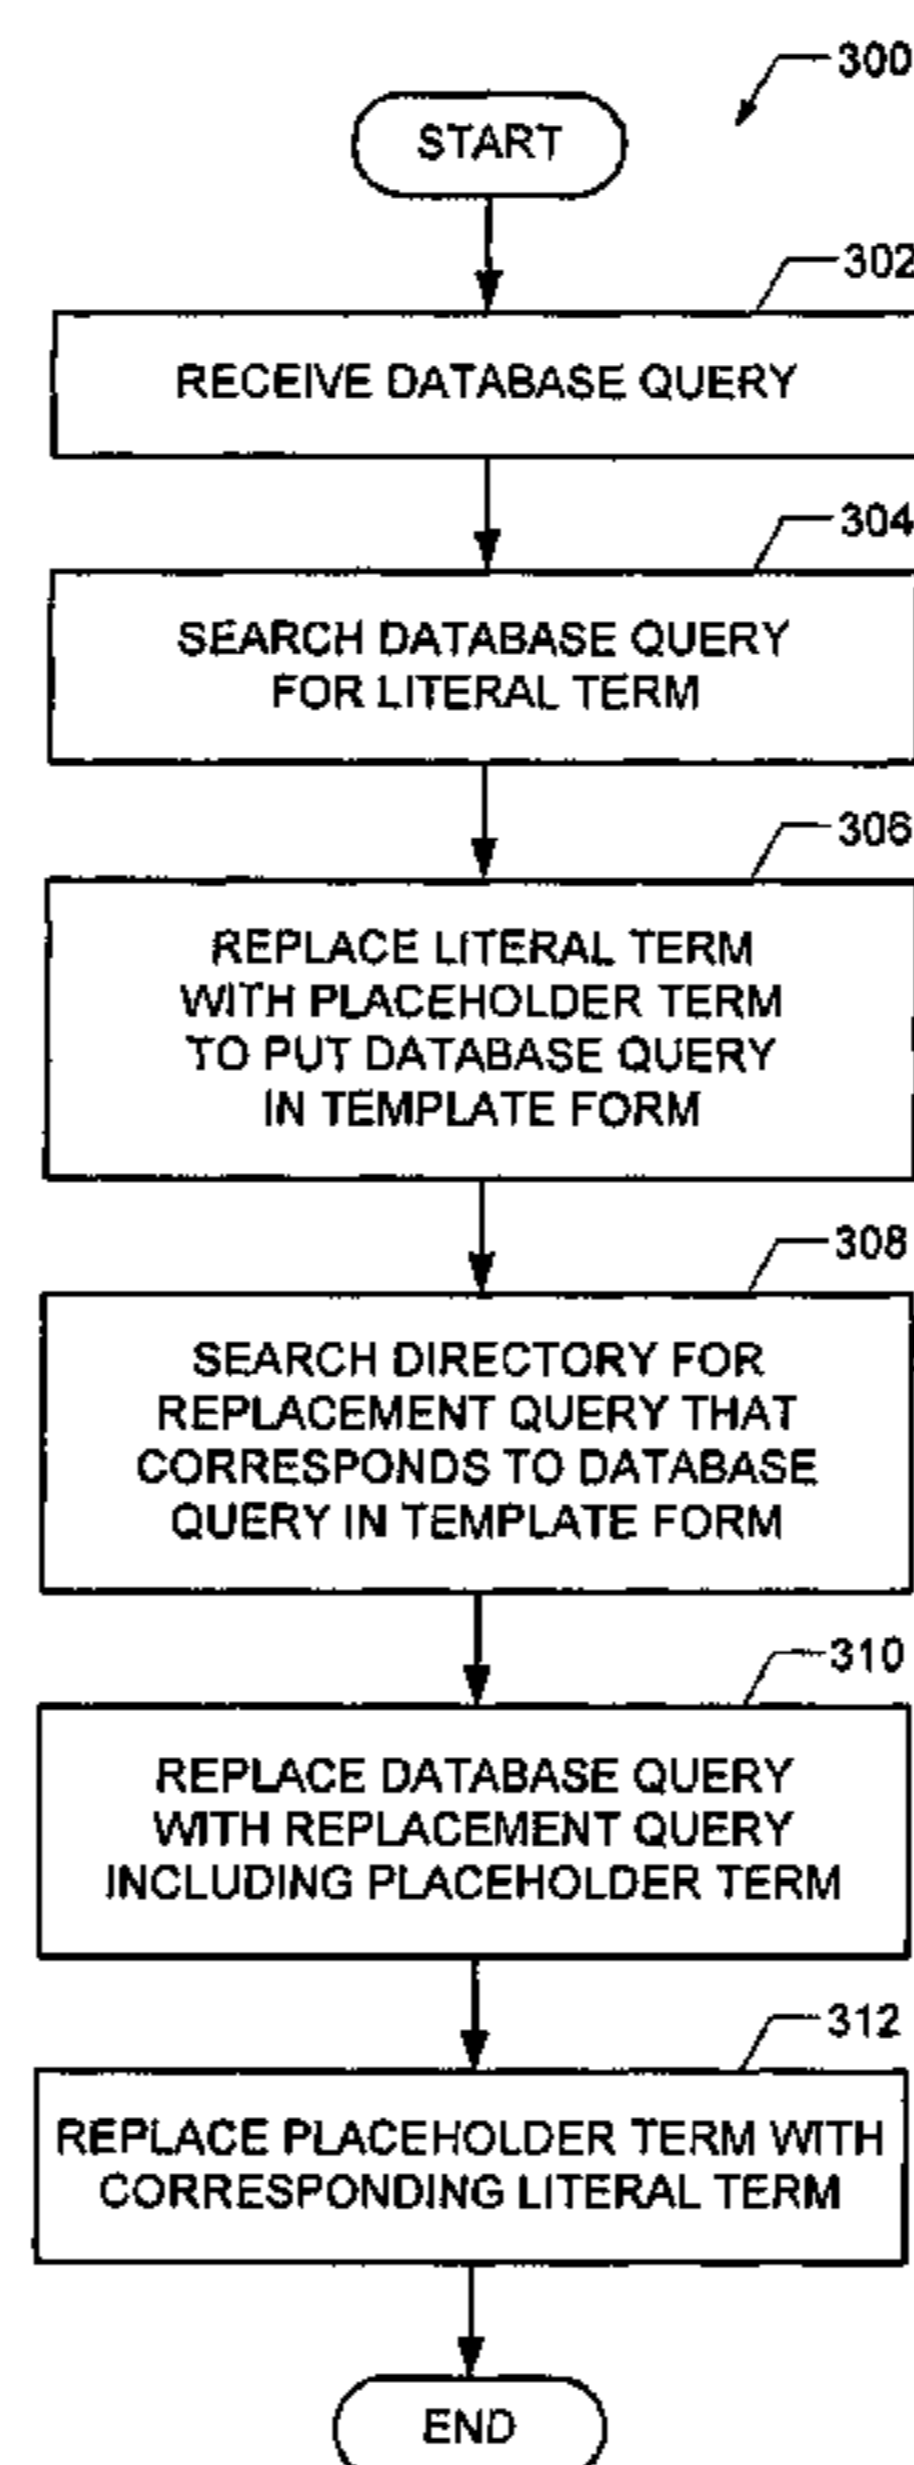 300
START
302
RECEIVE DATABASE QUERY
304
SEARCH DATABASE QUERY
FOR LITERAL TERM
306
REPLACE LITERAL TERM
WITH PLACEHOLDER TERM
TO PUT DATABASE QUERY
IN TEMPLATE FORM
308
SEARCH DIRECTORY FOR
REPLACEMENT QUERY THAT
CORRESPONDS TO DATABASE
QUERY IN TEMPLATE FORM
310
REPLACE DATABASE QUERY
WITH REPLACEMENT QUERY
INCLUDING PLACEHOLDER TERM
312
REPLACE PLACEHOLDER TERM WITH
CORRESPONDING LITERAL TERM
END